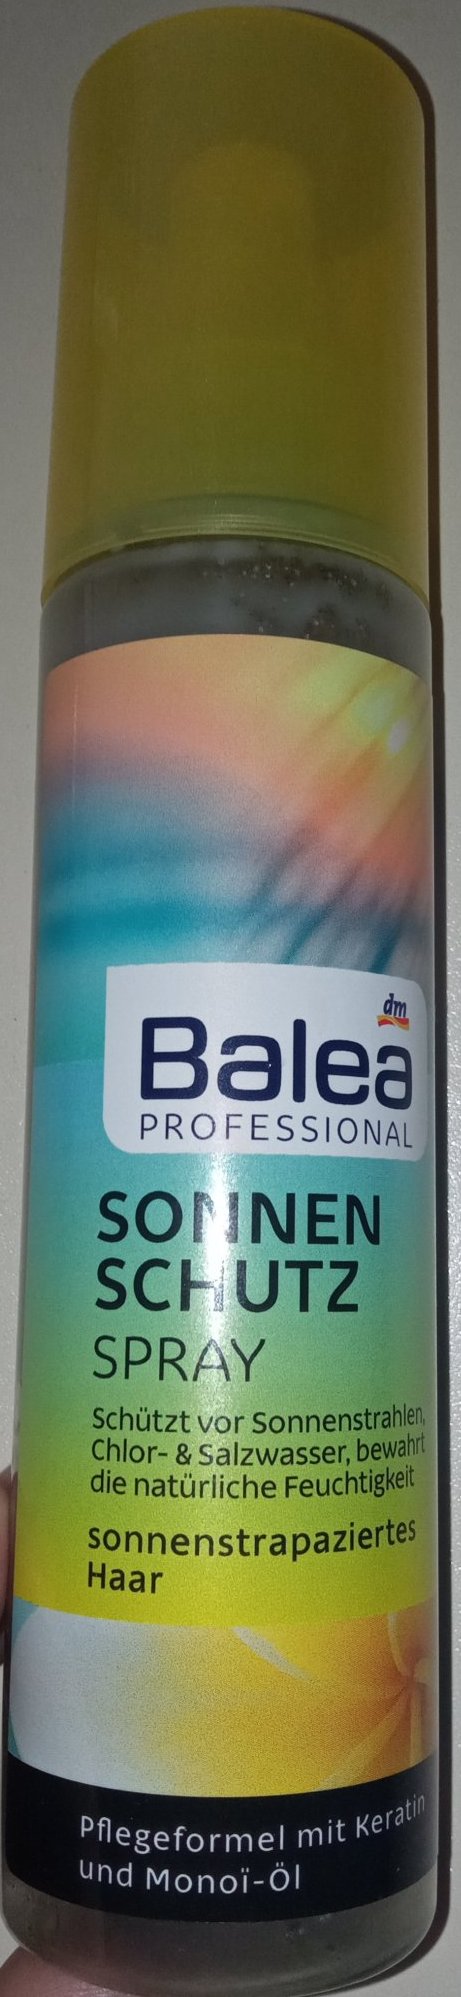 dm
Balea
PROFESSIONAL
SONNEN
SCHUTZ
SPRAY
Schützt vor Sonnenstrahlen,
Chlor- & Salzwasser, bewahrt
die natürliche Feuchtigkeit
sonnenstrapaziertes
Haar
Pflegeformel mit Keratin
und Monoï-Öl